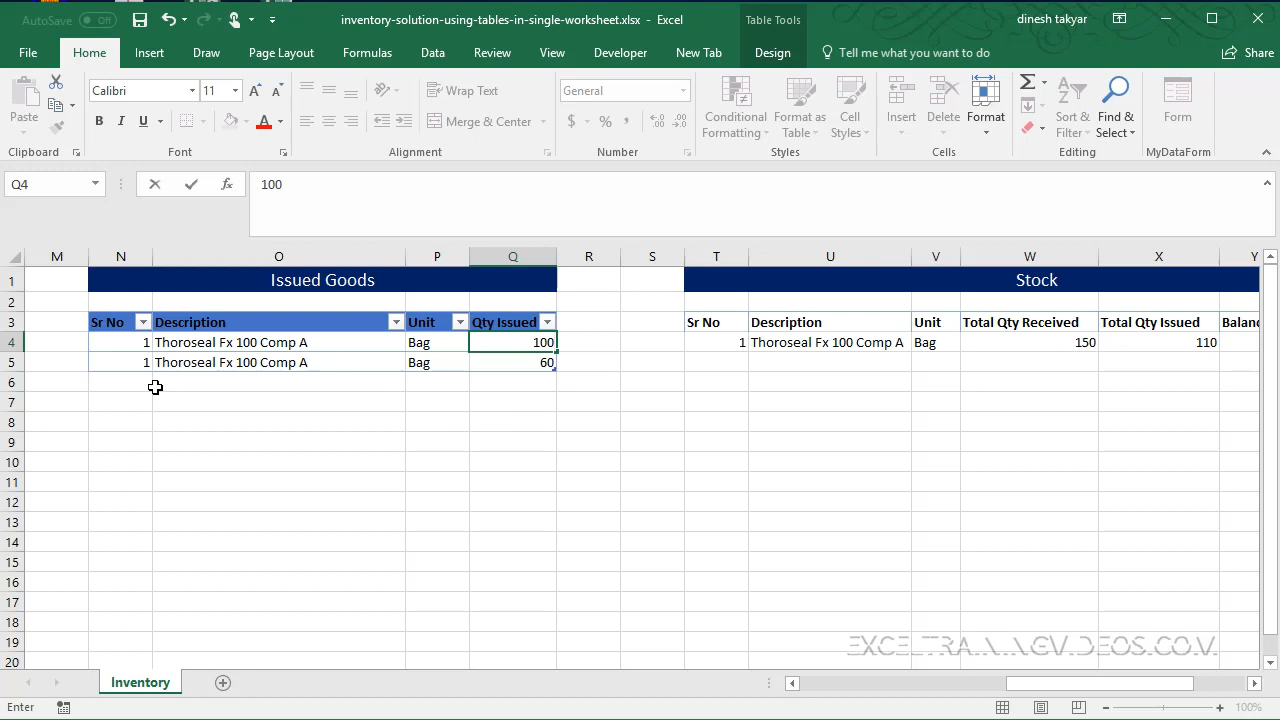 AutoSave Off
inventory-solution-using-tables-in-single-worksheet.xlsx - Excel
Table Tools
dinesh takyar
File Home Insert Draw Page Layout Formulas Data Review View Developer New Tab Design Tell me what you want to do Share
Paste
Clipboard
Calibri 11
B I U
Font
Wrap Text
Merge & Center
Alignment
General
$ % ,
Number
Conditional Formatting
Format as Table
Cell Styles
Styles
Insert Delete Format
Cells
Sort & Filter
Find & Select
Editing
Form
MyDataForm
Q4 fx 100
M N O P Q R S T U V W X Y
1 Issued Goods Stock
2
3 Sr No Description Unit Qty Issued Sr No Description Unit Total Qty Received Total Qty Issued Balanc
4 1 Thoroseal Fx 100 Comp A Bag 100 1 Thoroseal Fx 100 Comp A Bag 150 110
5 1 Thoroseal Fx 100 Comp A Bag 60
6
7
8
9
10
11
12
13
14
15
16
17
18
19
20
EXCELTRAININGVIDEOS.COM
Inventory
Enter
100%